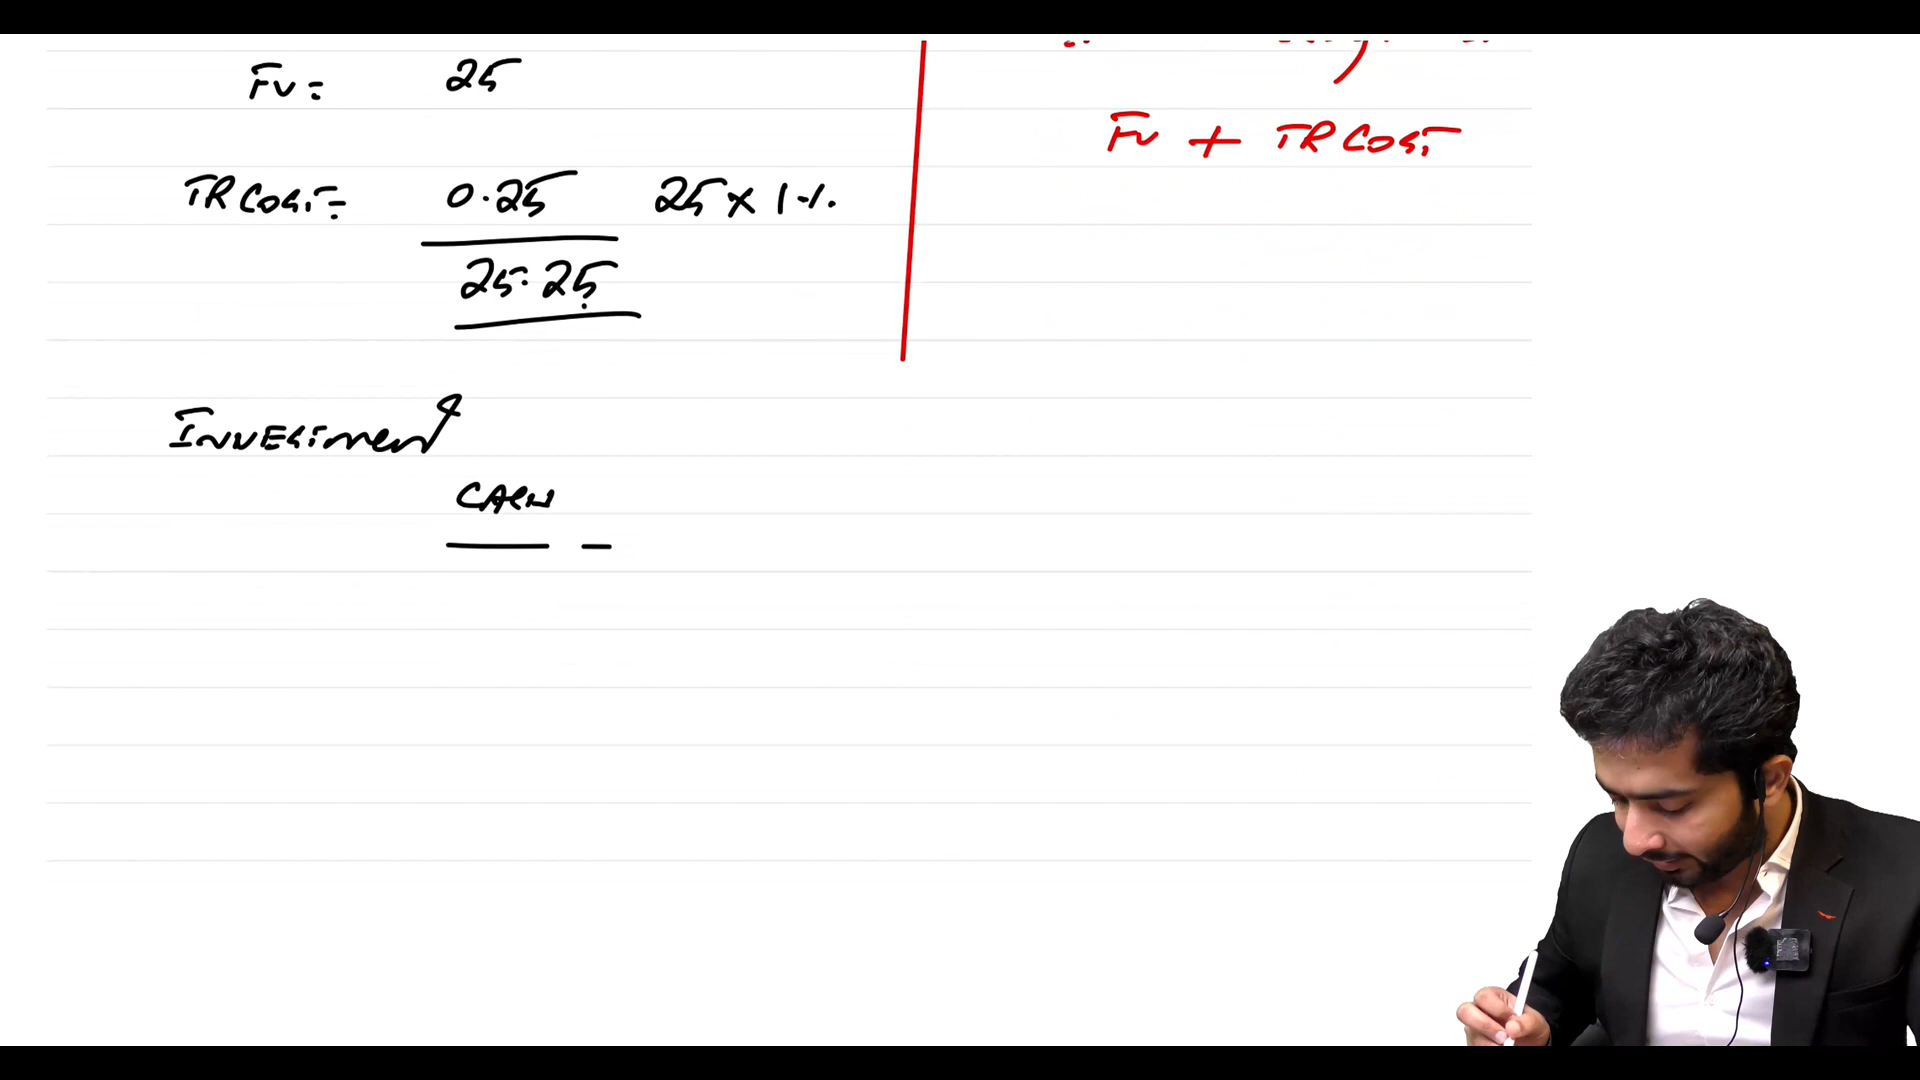 FV = 25
FV + TR COST
TR COST = 0.25 25 x 1%
25.25
Investment
CASH